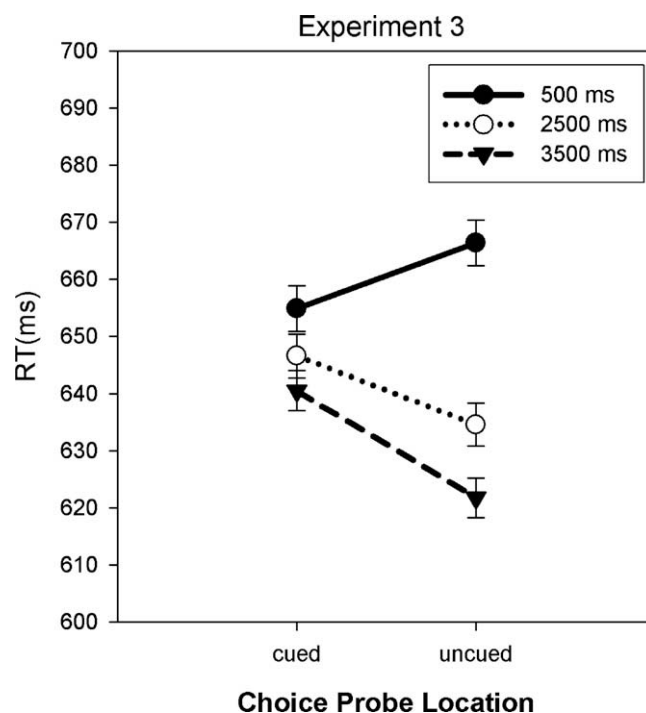 Experiment 3
700
690
680
670
660
650
640
630
620
610
600
RT(ms)
500 ms
2500 ms
3500 ms
cued
uncued
Choice Probe Location